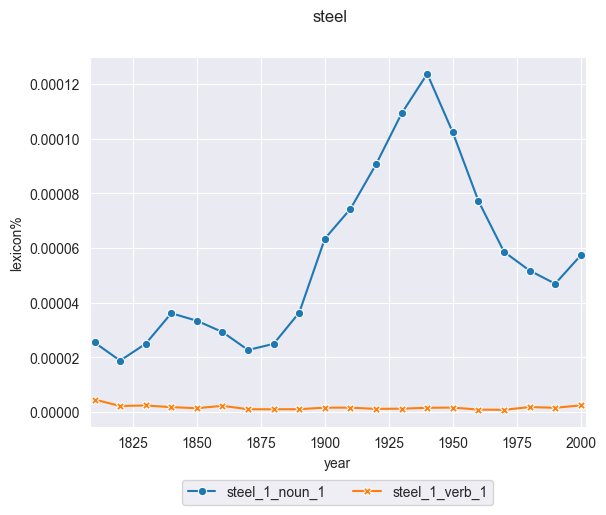 steel
0.00012
0.00010
0.00008
0.00006
0.00004
0.00002
0.00000
lexicon%
1825 1850 1875 1900 1925 1950 1975 2000
year
steel_1_noun_1 steel_1_verb_1